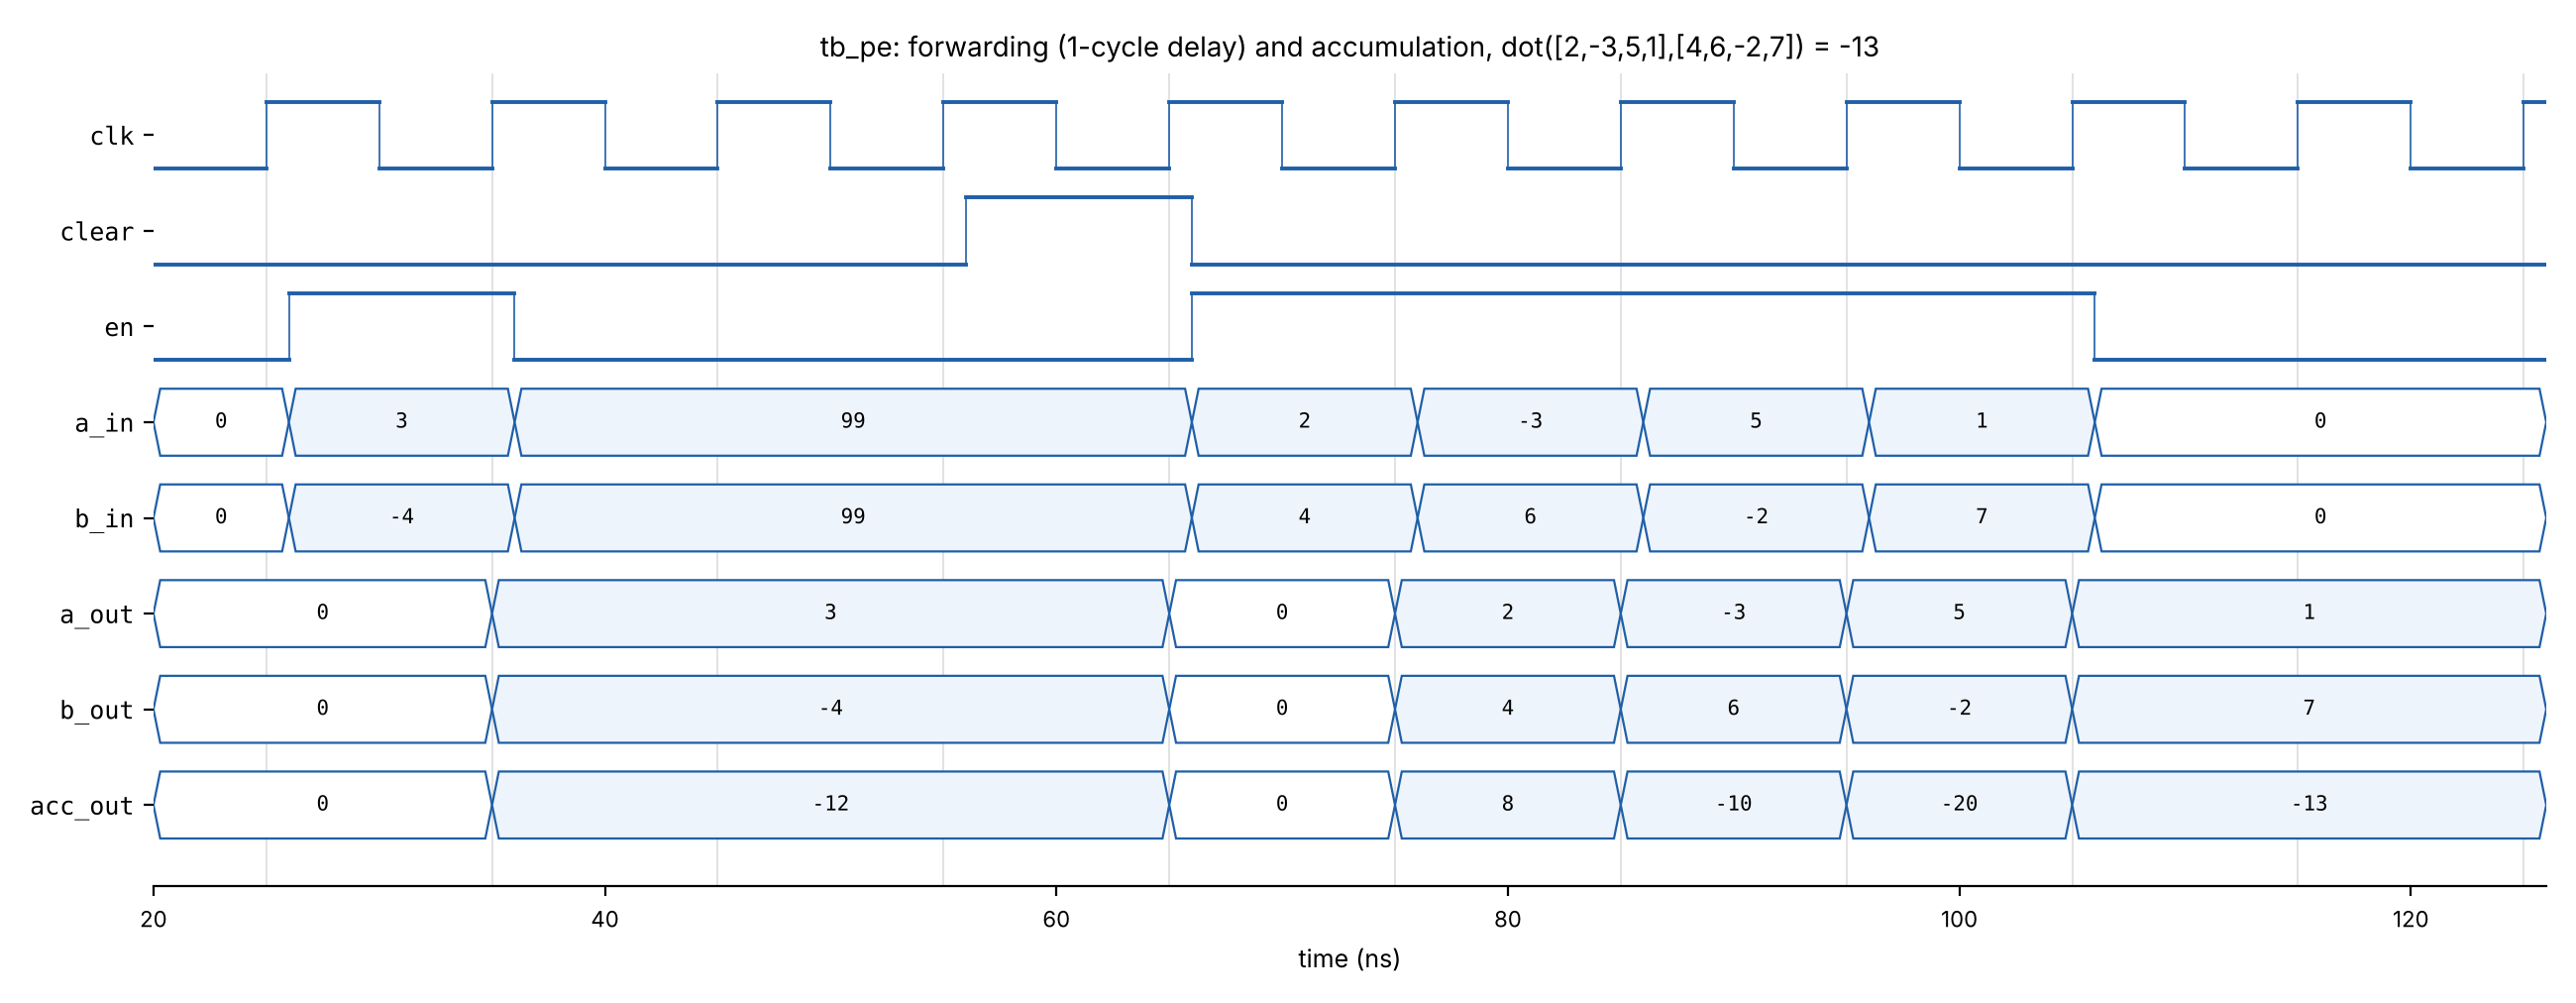 tb_pe: forwarding (1-cycle delay) and accumulation, dot([2,-3,5,1],[4,6,-2,7]) = -13
clk
clear
en
a_in 0 3 99 2 -3 5 1 0
b_in 0 -4 99 4 6 -2 7 0
a_out 0 3 0 2 -3 5 1
b_out 0 -4 0 4 6 -2 7
acc_out 0 -12 0 8 -10 -20 -13
20 40 60 80 100 120
time (ns)